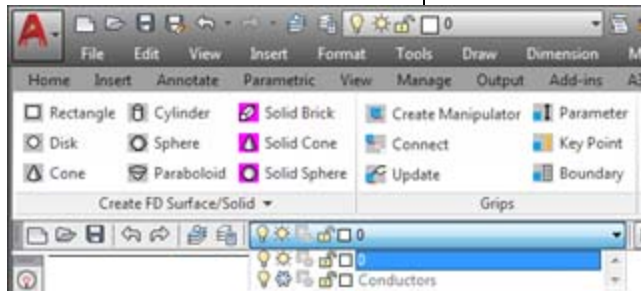 0
File Edit View Insert Format Tools Draw Dimension
Home Insert Annotate Parametric View Manage Output Add-ins
Rectangle Cylinder Solid Brick Create Manipulator Parameter
Disk Sphere Solid Cone Connect Key Point
Cone Paraboloid Solid Sphere Update Boundary
Create FD Surface/Solid Grips
0
0
Conductors